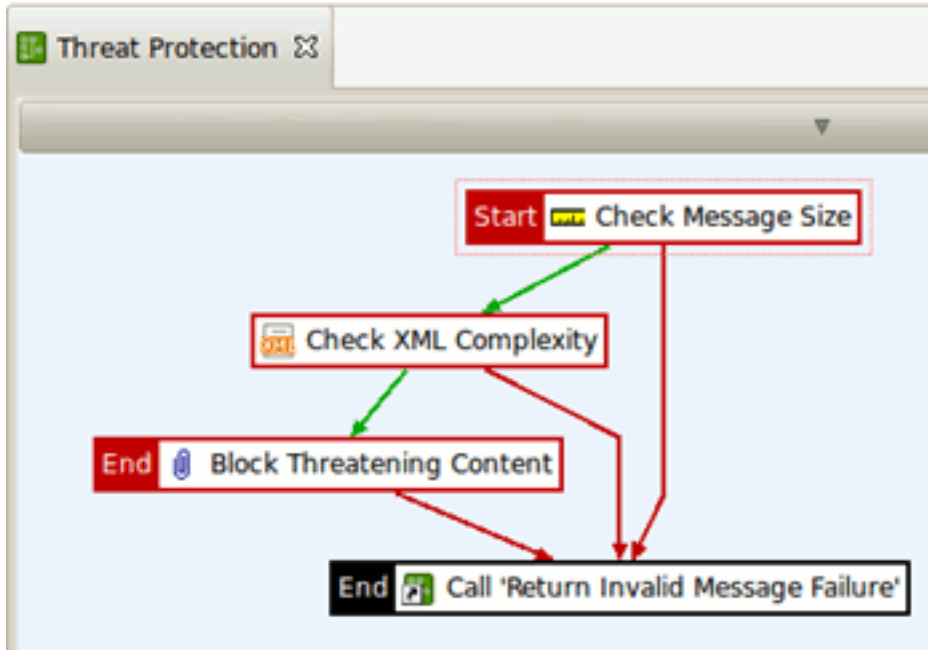 Threat Protection
Start Check Message Size
XML Check XML Complexity
End Block Threatening Content
End Call 'Return Invalid Message Failure'